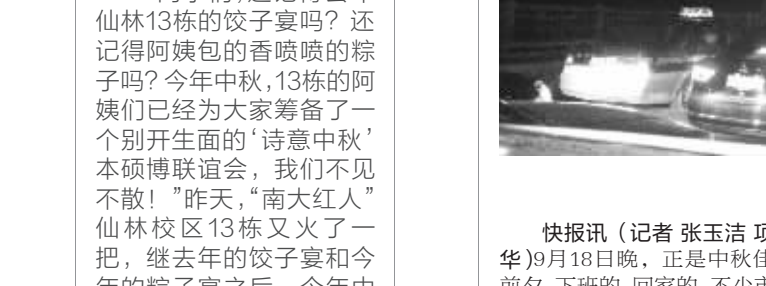 仙林13栋的饺子宴吗？还
记得阿姨包的香喷喷的粽
子吗？今年中秋，13栋的阿
姨们已经为大家筹备了一
个别开生面的‘诗意中秋’
本硕博联谊会，我们不见
不散！”昨天，“南大红人”
仙林校区13栋又火了一
把，继去年的饺子宴和今
快报讯（记者 张玉洁 项
华）9月18日晚，正是中秋佳